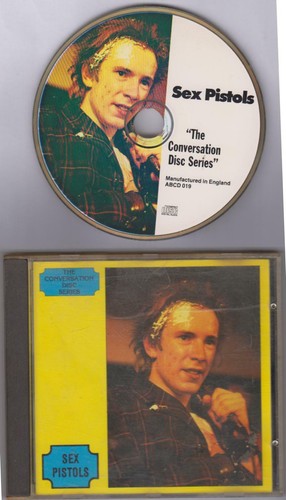 Sex Pistols
"The
Conversation
Disc Series"
Manufactured in England
ABCD 019
THE
CONVERSATION
DISC
SERIES
SEX
PISTOLS